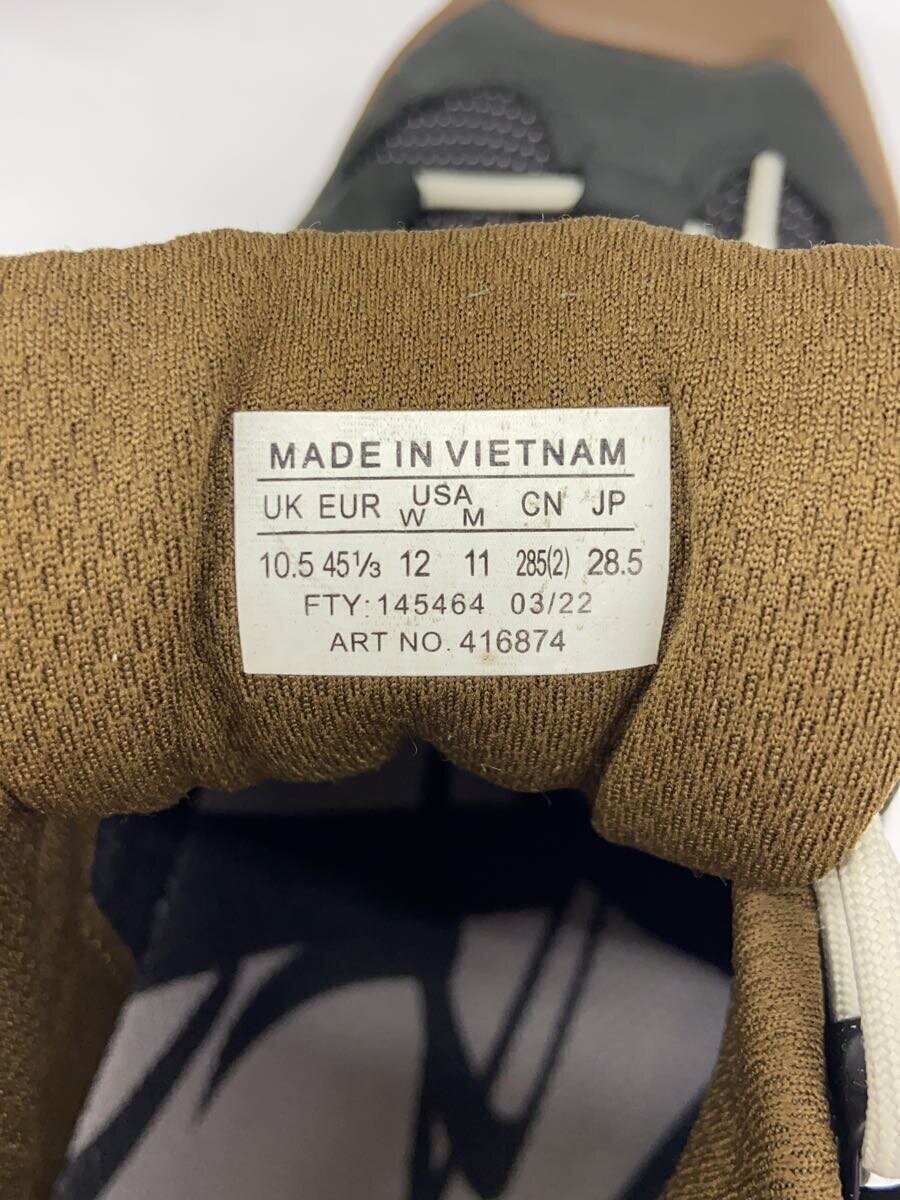 MADE IN VIETNAM
UK EUR USA W M CN JP
10.5 45⅓ 12 11 285(2) 28.5
FTY: 145464 03/22
ART NO. 416874